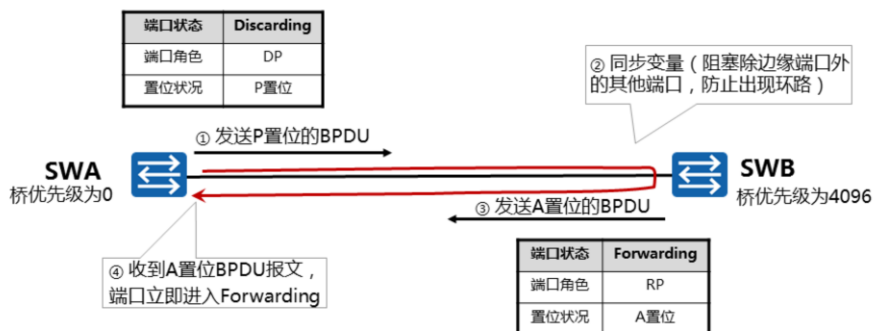 端口状态 Discarding
端口角色 DP
置位状况 P置位
② 同步变量（阻塞除边缘端口外
的其他端口，防止出现环路）
① 发送P置位的BPDU
SWA
桥优先级为0
SWB
桥优先级为4096
③ 发送A置位的BPDU
④ 收到A置位BPDU报文，
端口立即进入Forwarding
端口状态 Forwarding
端口角色 RP
置位状况 A置位